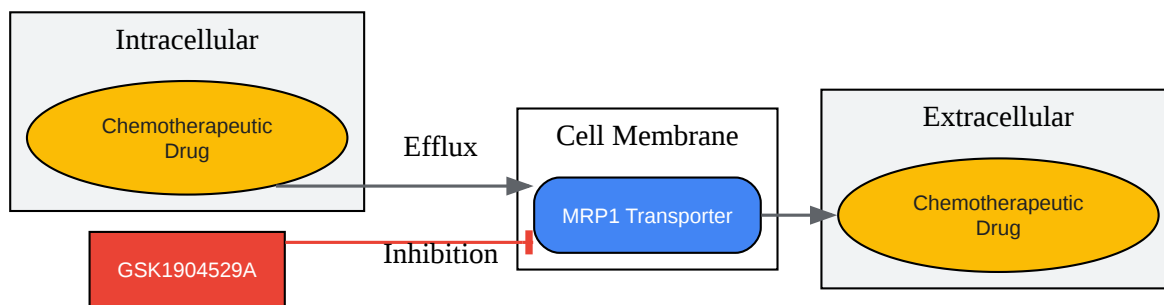 Intracellular
Chemotherapeutic
Drug
Efflux
Cell Membrane
MRP1 Transporter
Extracellular
Chemotherapeutic
Drug
GSK1904529A
Inhibition